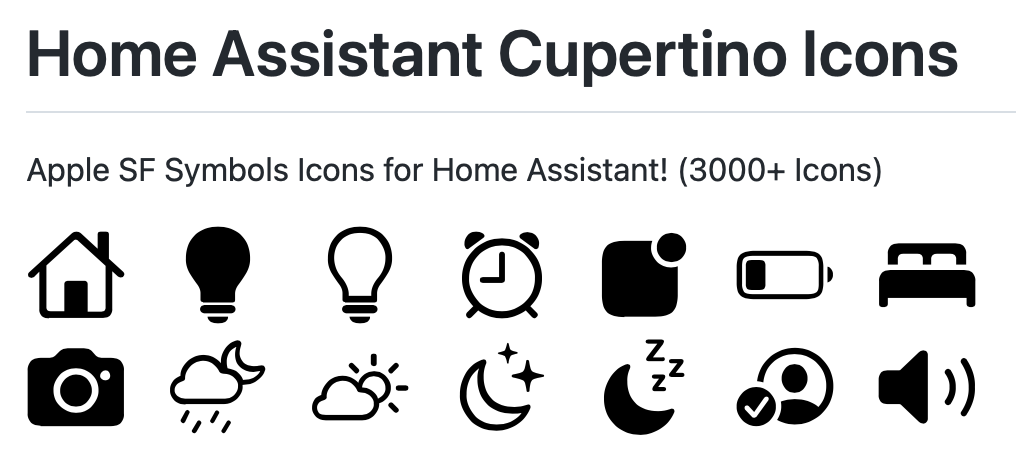 Home Assistant Cupertino Icons
Apple SF Symbols Icons for Home Assistant! (3000+ Icons)
z
z z
z